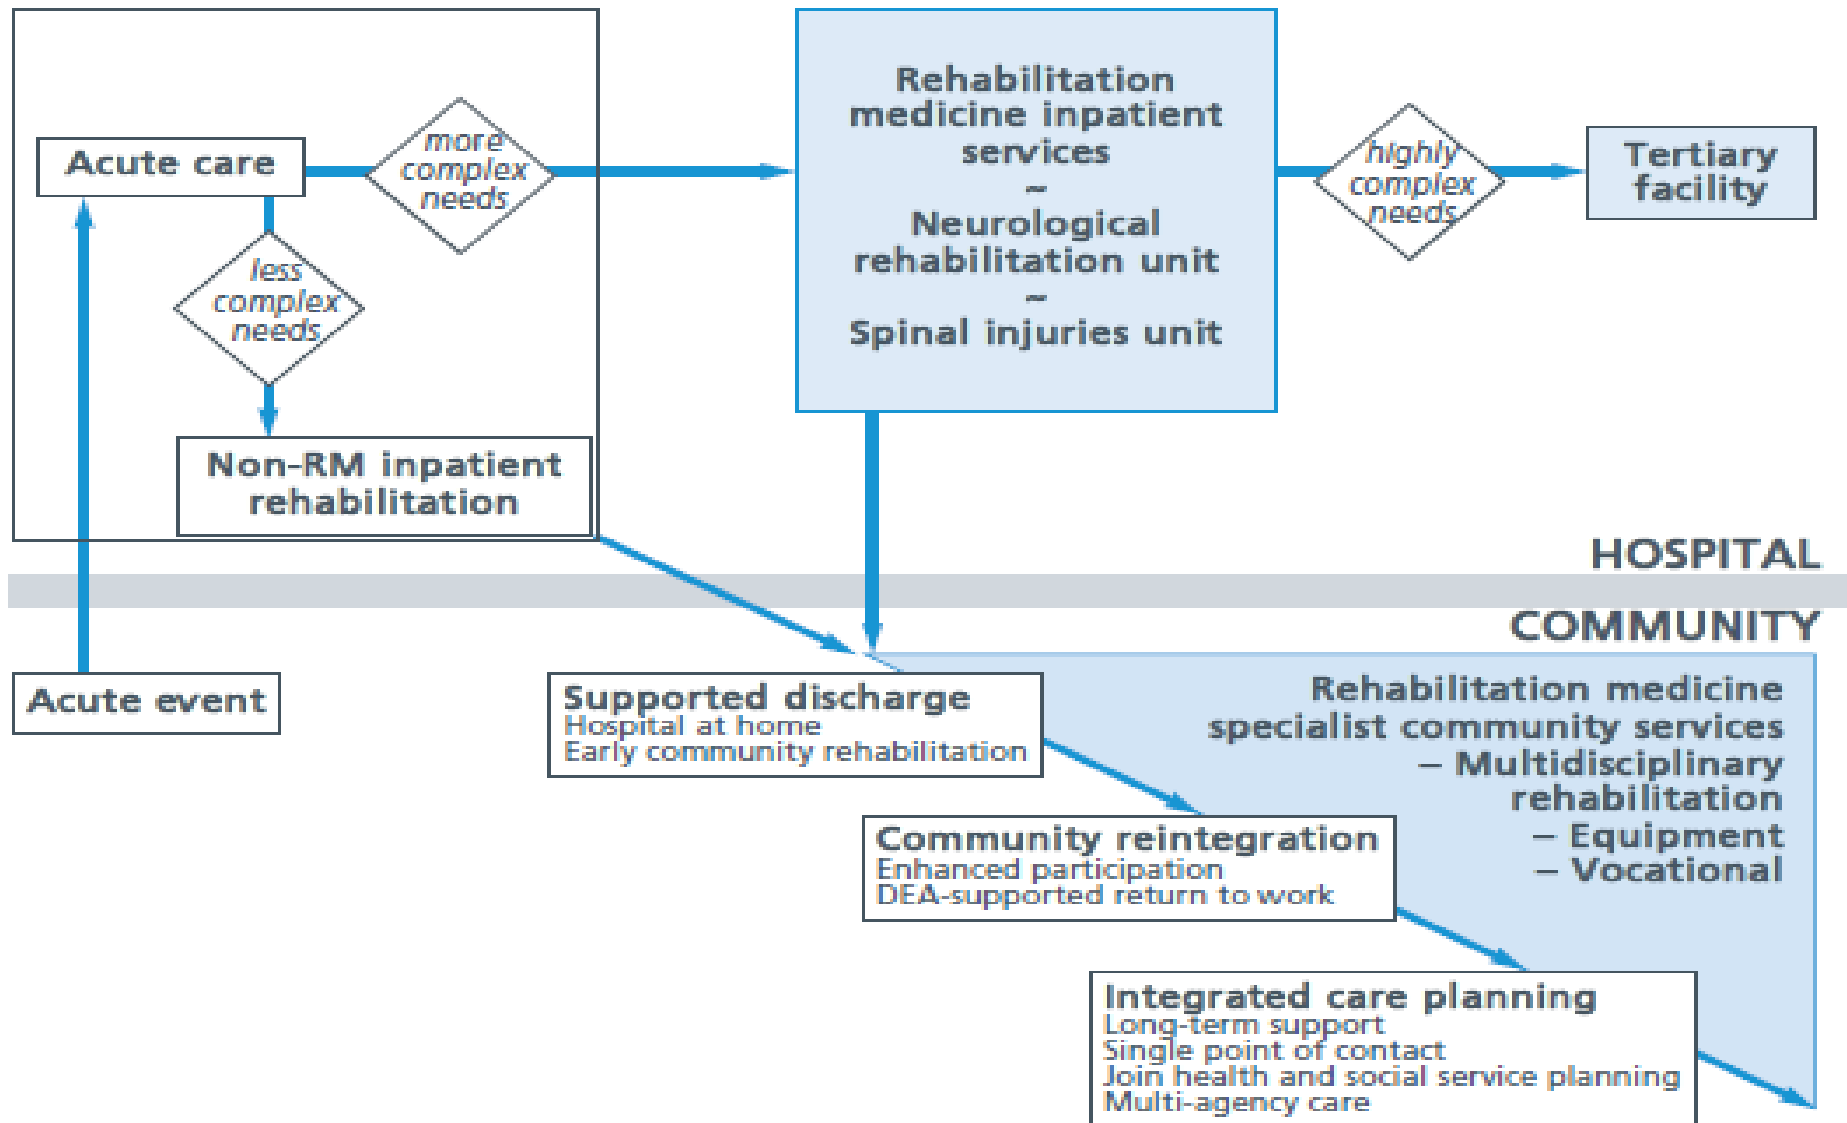 Acute care
more
complex
needs
less
complex
needs
Non-RM inpatient
rehabilitation
Rehabilitation
medicine inpatient
services
~
Neurological
rehabilitation unit
~
Spinal injuries unit
highly
complex
needs
Tertiary
facility
HOSPITAL
COMMUNITY
Acute event
Supported discharge
Hospital at home
Early community rehabilitation
Rehabilitation medicine
specialist community services
– Multidisciplinary
rehabilitation
– Equipment
– Vocational
Community reintegration
Enhanced participation
DEA-supported return to work
Integrated care planning
Long-term support
Single point of contact
Join health and social service planning
Multi-agency care